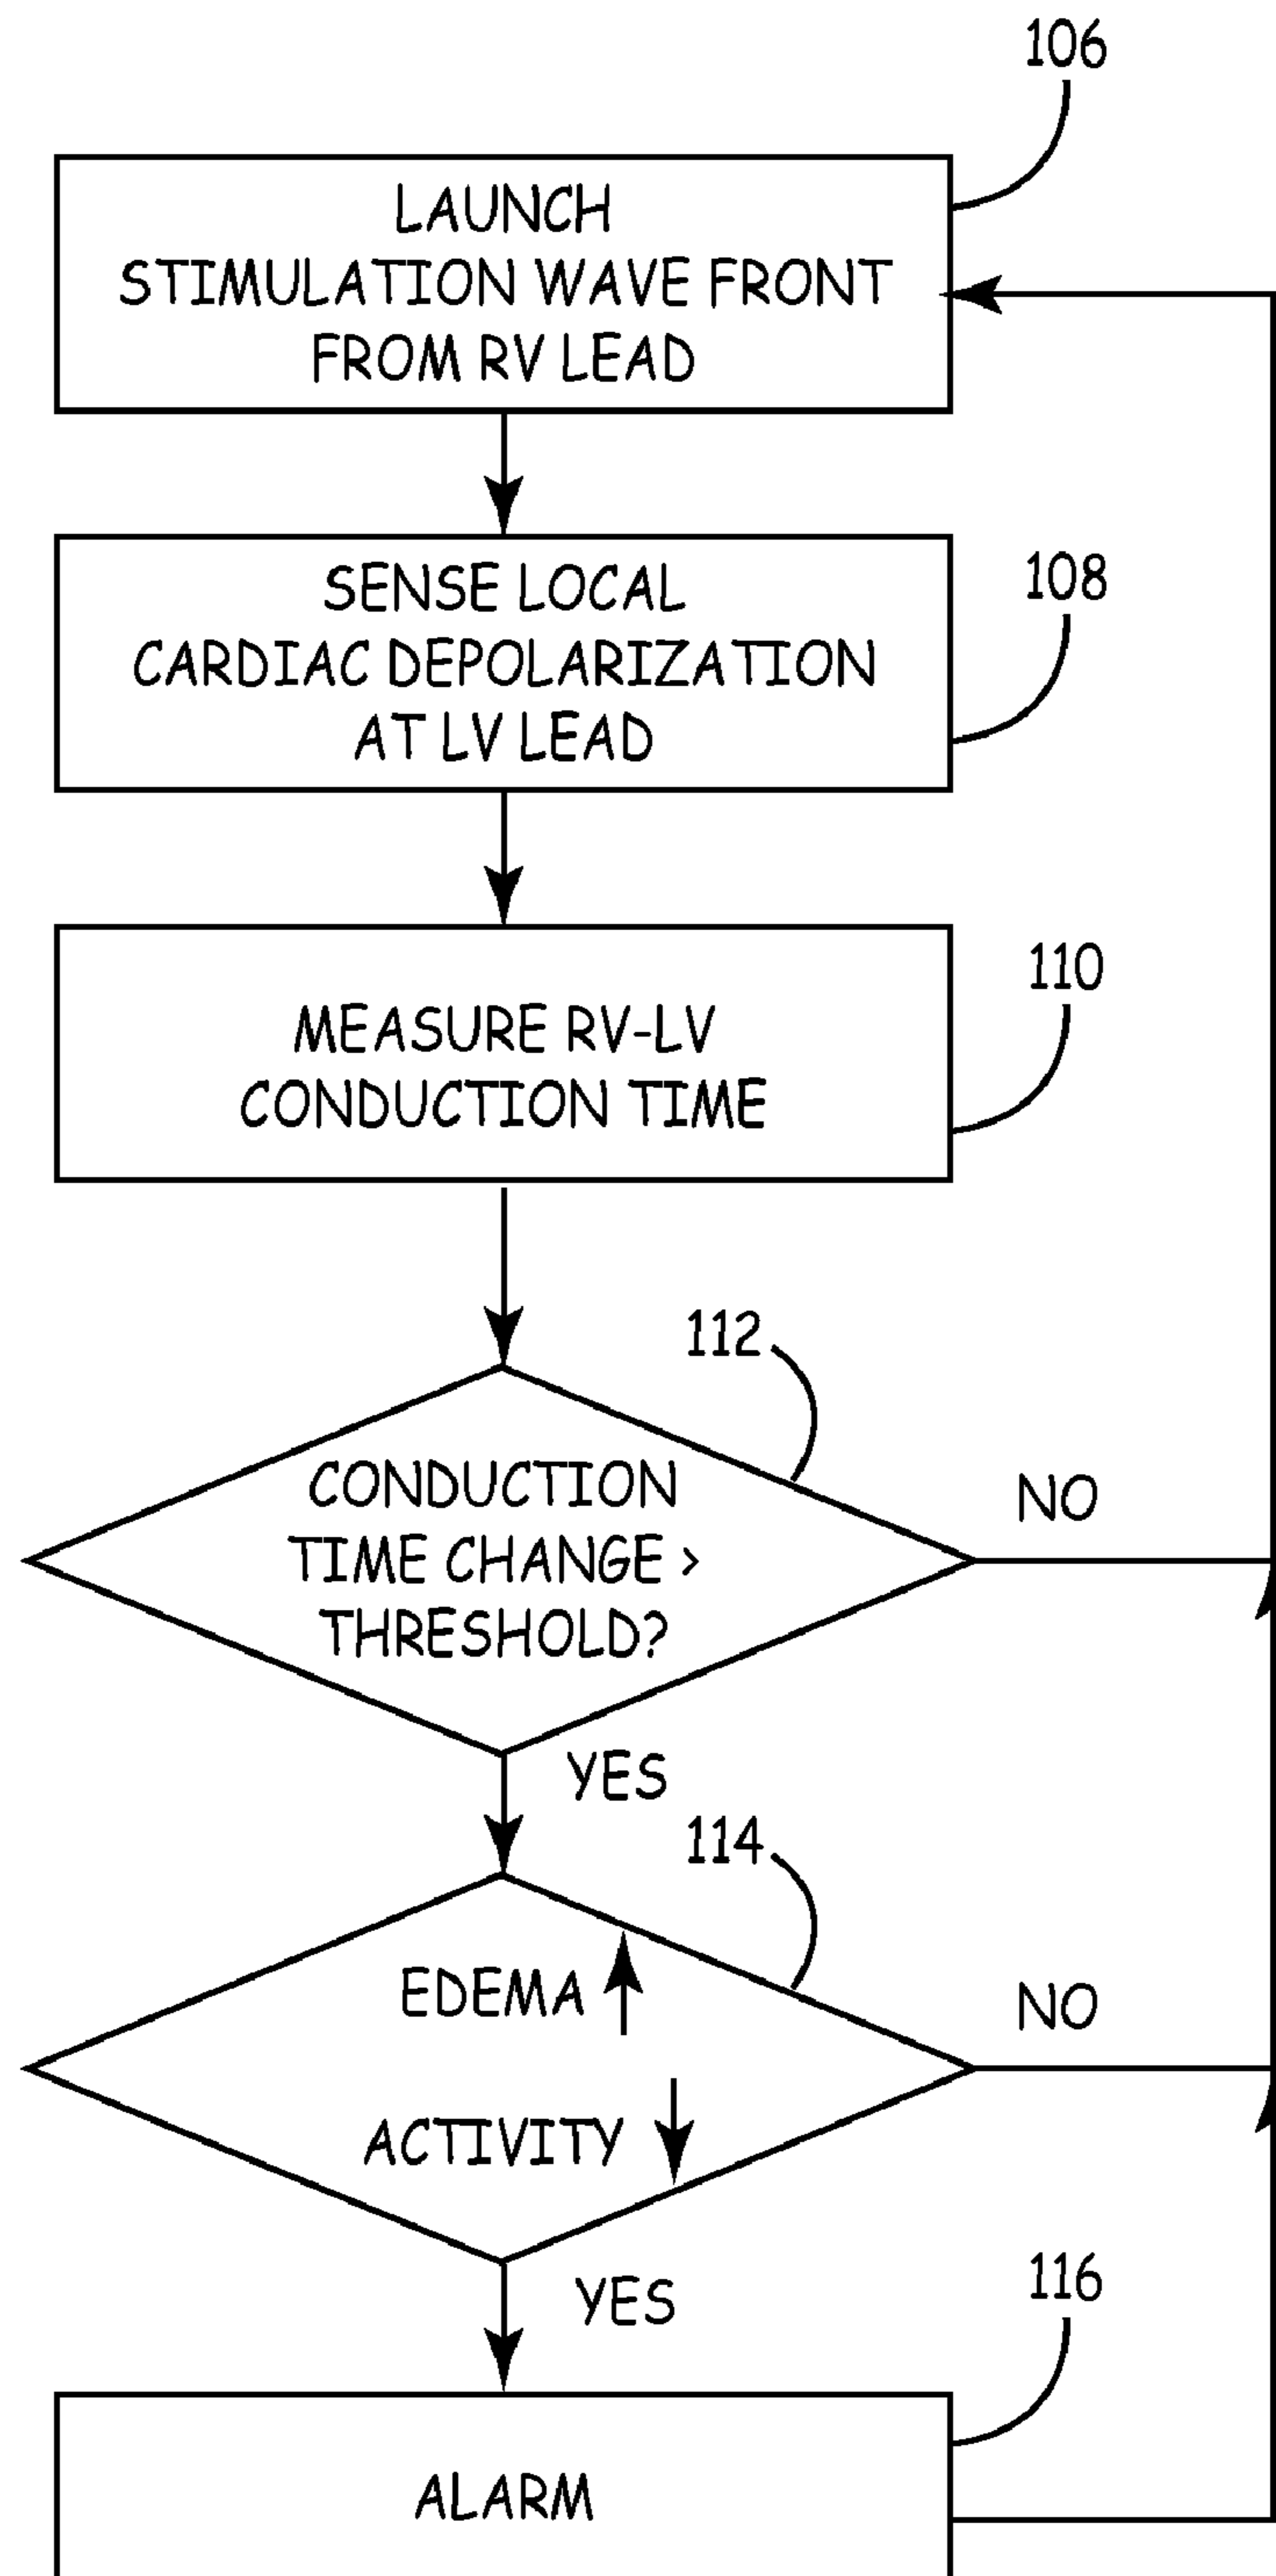 106
LAUNCH
STIMULATION WAVE FRONT
FROM RV LEAD
108
SENSE LOCAL
CARDIAC DEPOLARIZATION
AT LV LEAD
110
MEASURE RV-LV
CONDUCTION TIME
112
CONDUCTION
TIME CHANGE >
THRESHOLD?
NO
YES
114
EDEMA ↑
ACTIVITY ↓
NO
YES
116
ALARM